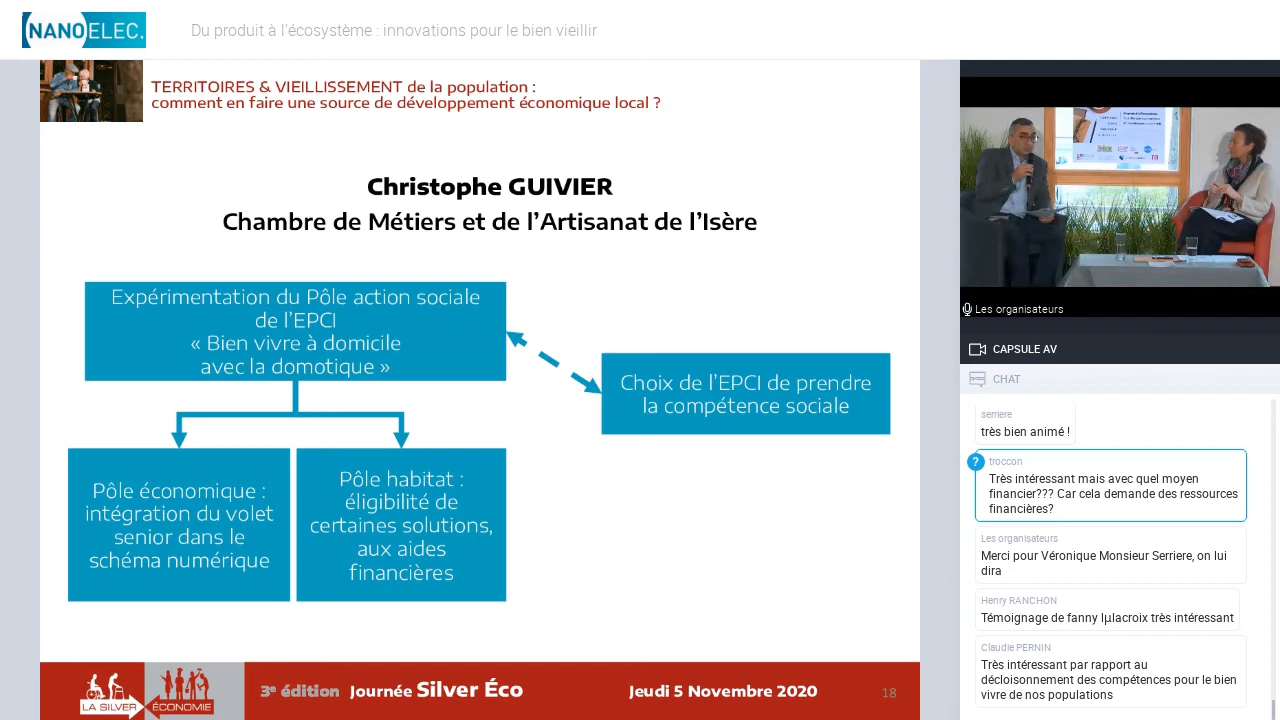 (NANOELEC.
Du produit à l'écosystème : innovations pour le bien vieillir
TERRITOIRES & VIEILLISSEMENT de la population :
comment en faire une source de développement économique local ?
Christophe GUIVIER
Chambre de Métiers et de l'Artisanat de l'Isère
Expérimentation du Pôle action sociale
de l'EPCI
« Bien vivre à domicile
avec la domotique »
Choix de l'EPCI de prendre
la compétence sociale
Pôle économique :
intégration du volet
senior dans le
schéma numérique
Pôle habitat :
éligibilité de
certaines solutions,
aux aides
financières
LA SILVER
ÉCONOMIE
3e édition Journée Silver Éco
Jeudi 5 Novembre 2020
18
Les organisateurs
CAPSULE AV
CHAT
serriere
très bien animé !
?
troccon
Très intéressant mais avec quel moyen
financier??? Car cela demande des ressources
financières?
Les organisateurs
Merci pour Véronique Monsieur Serriere, on lui
dira
Henry RANCHON
Témoignage de fanny lµlacroix très intéressant
Claudie PERNIN
Très intéressant par rapport au
décloisonnement des compétences pour le bien
vivre de nos populations